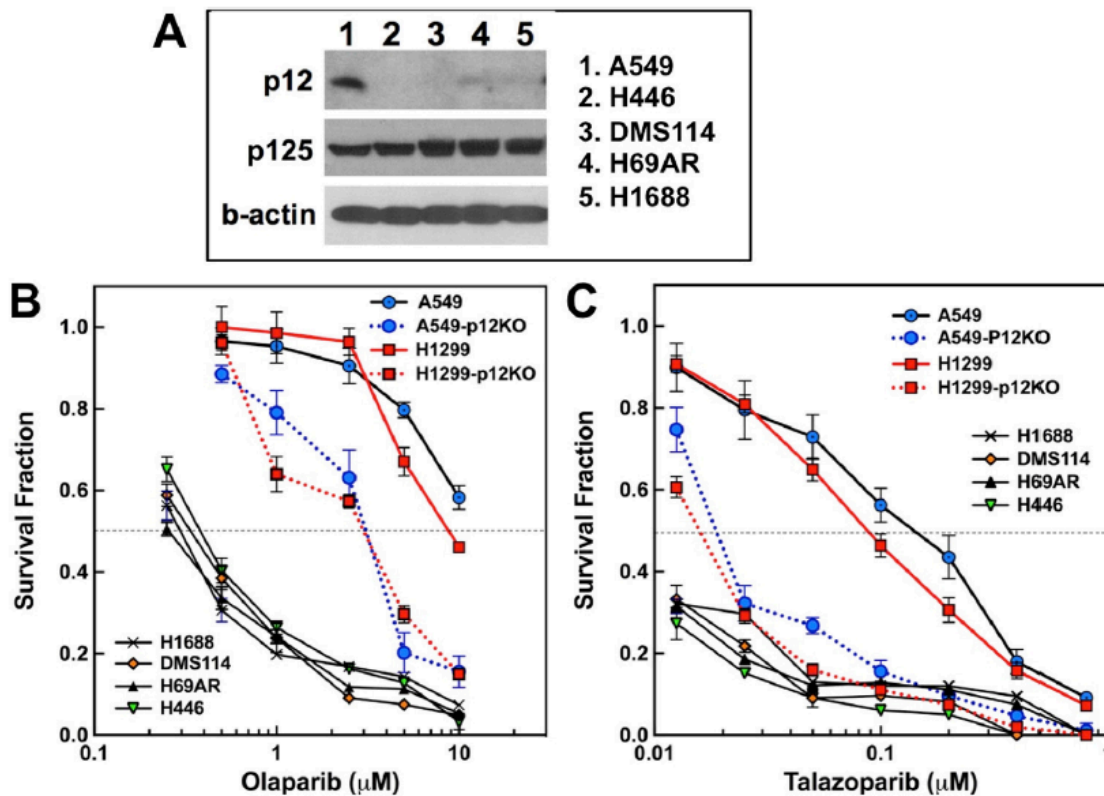 A
1 2 3 4 5
p12
p125
b-actin
1. A549
2. H446
3. DMS114
4. H69AR
5. H1688
B
A549
A549-p12KO
H1299
H1299-p12KO
H1688
DMS114
H69AR
H446
Survival Fraction
1.0
0.8
0.6
0.4
0.2
0.0
0.1 1 10
Olaparib (μM)
C
A549
A549-P12KO
H1299
H1299-p12KO
H1688
DMS114
H69AR
H446
Survival Fraction
1.0
0.8
0.6
0.4
0.2
0.0
0.01 0.1 1
Talazoparib (μM)